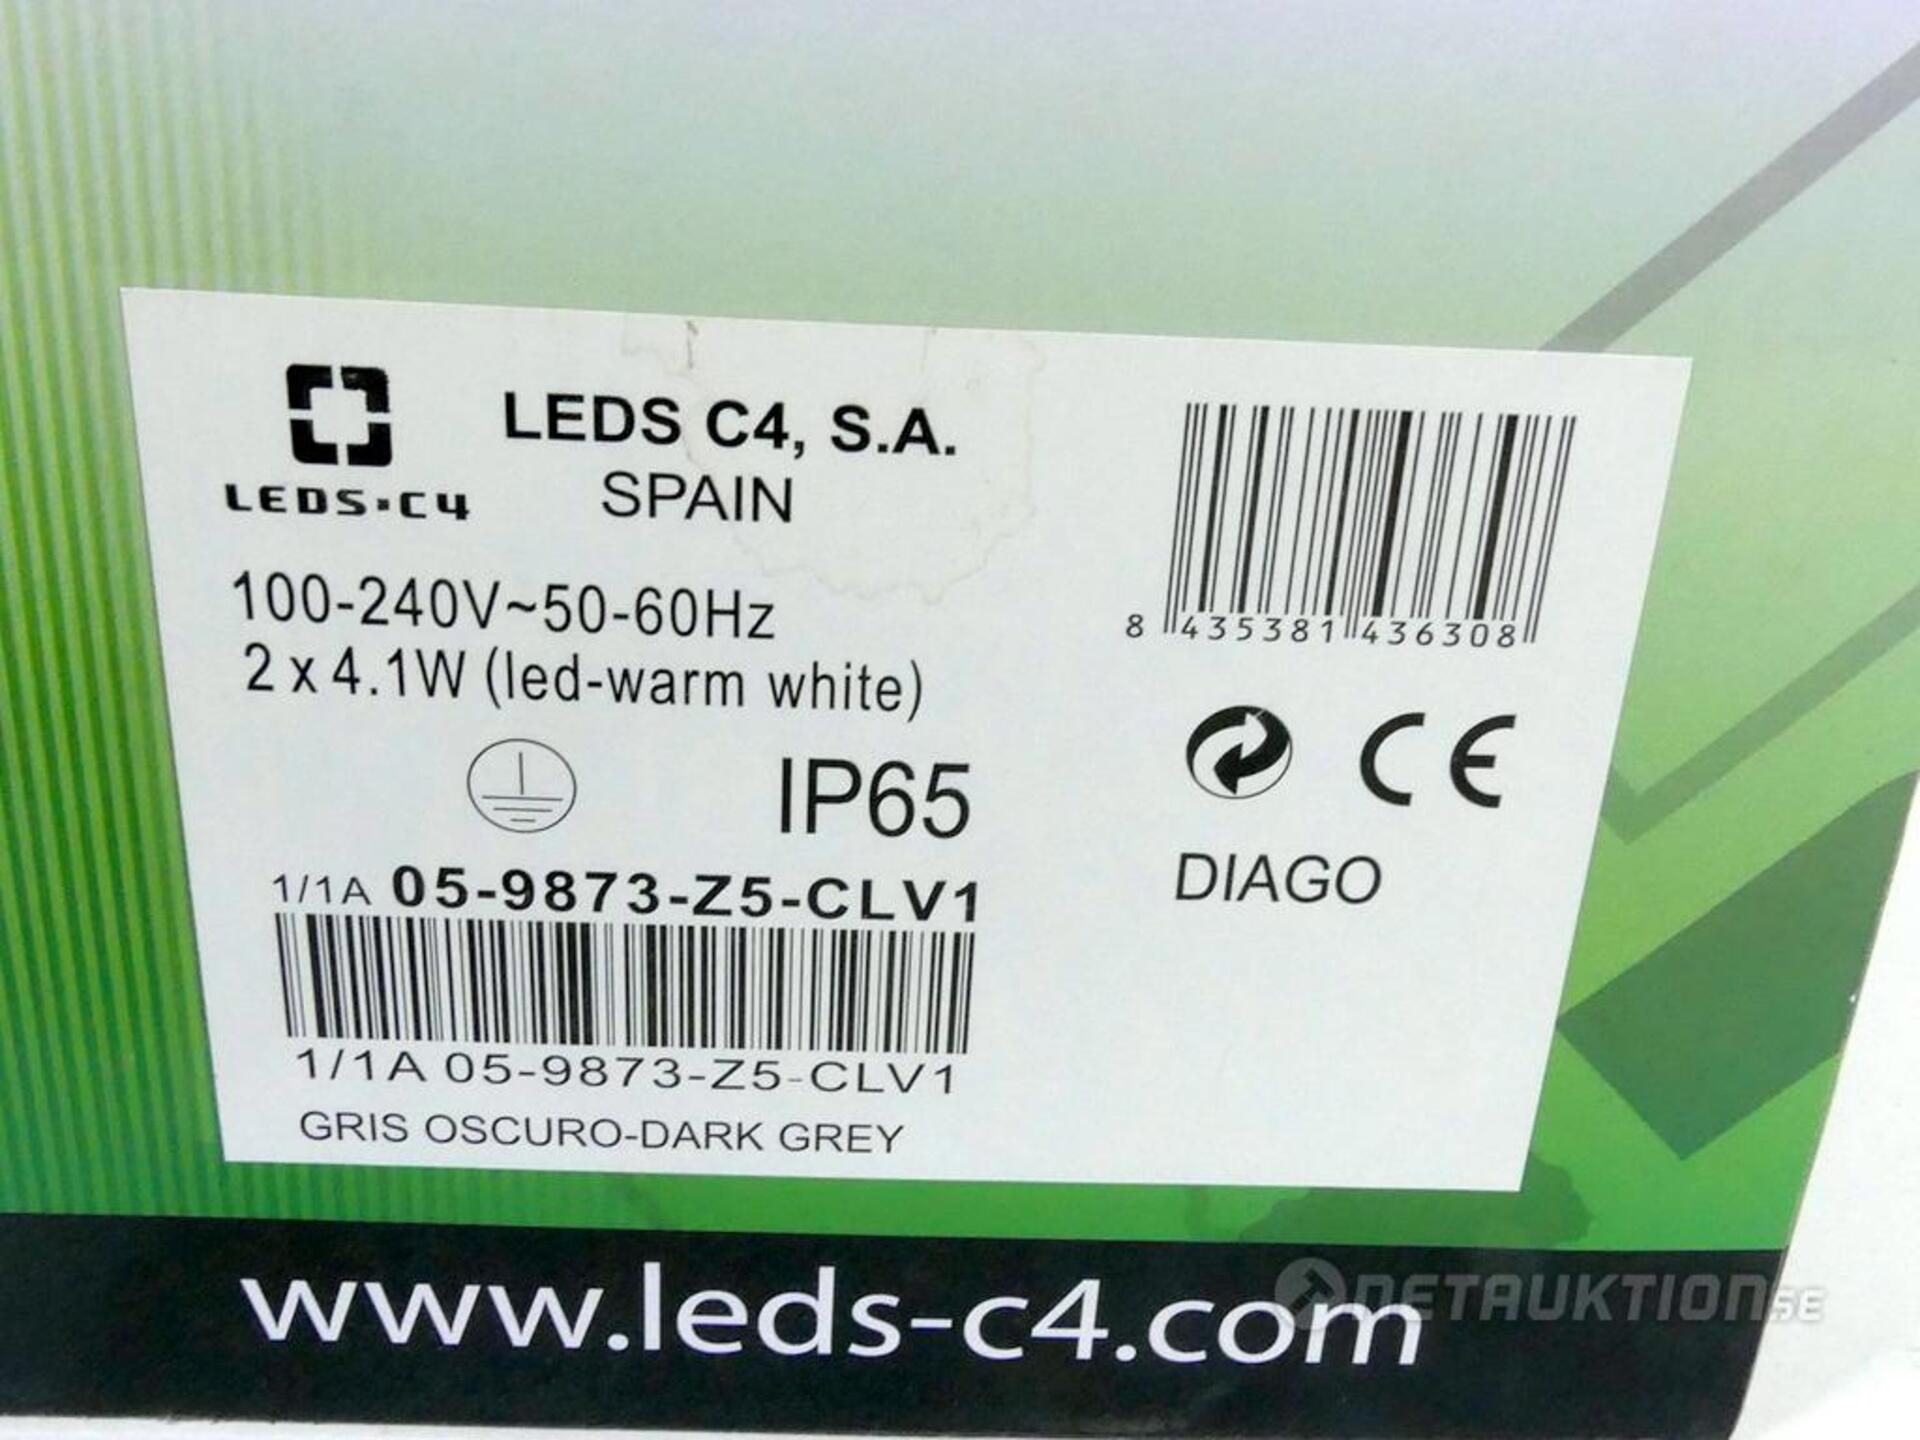 LEDS·C4
LEDS C4, S.A.
SPAIN
100-240V~50-60Hz
2 x 4.1W (led-warm white)
IP65
1/1A 05-9873-Z5-CLV1
1/1A 05-9873-Z5-CLV1
GRIS OSCURO-DARK GREY
8 435381 436308
CE
DIAGO
www.leds-c4.com
NETAUKTION.SE